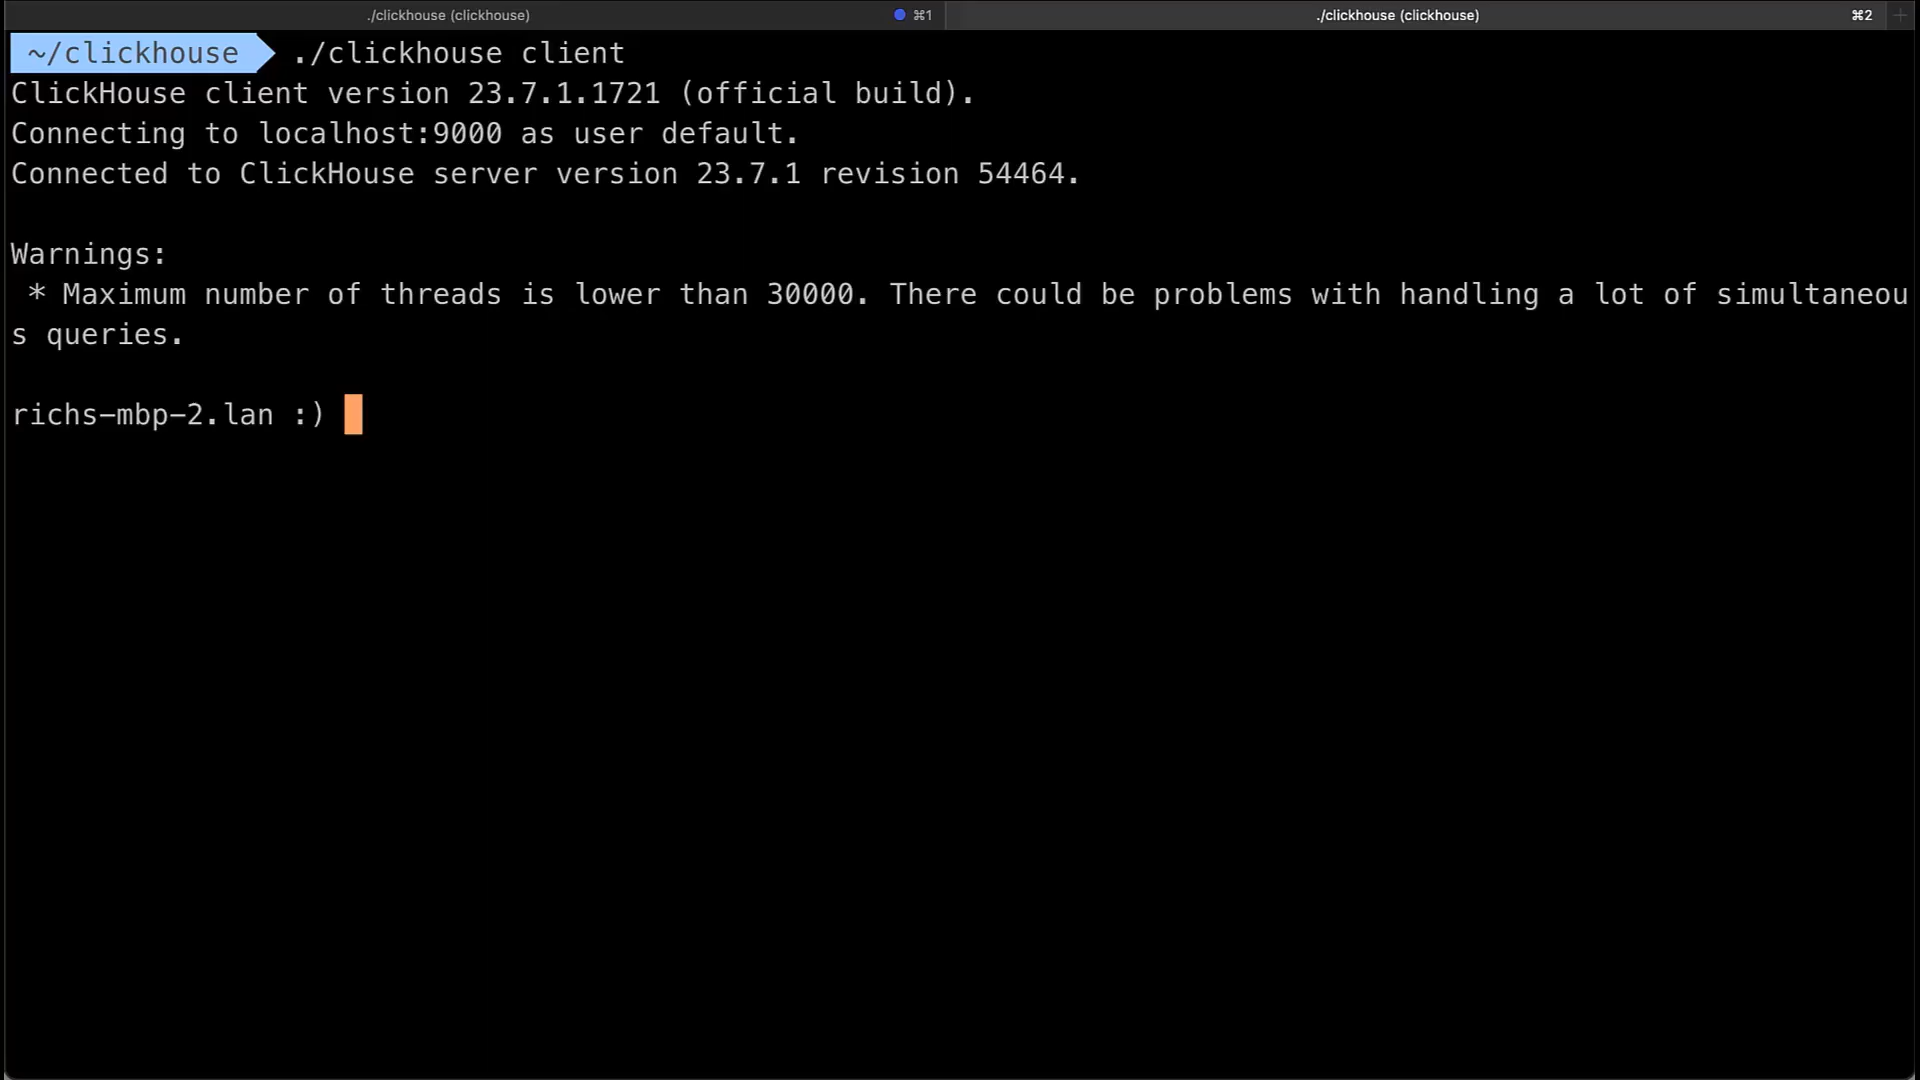 ./clickhouse (clickhouse) ⌘1 ./clickhouse (clickhouse) ⌘2 +
~/clickhouse ./clickhouse client
ClickHouse client version 23.7.1.1721 (official build).
Connecting to localhost:9000 as user default.
Connected to ClickHouse server version 23.7.1 revision 54464.
Warnings:
* Maximum number of threads is lower than 30000. There could be problems with handling a lot of simultaneou
s queries.
richs-mbp-2.lan :)